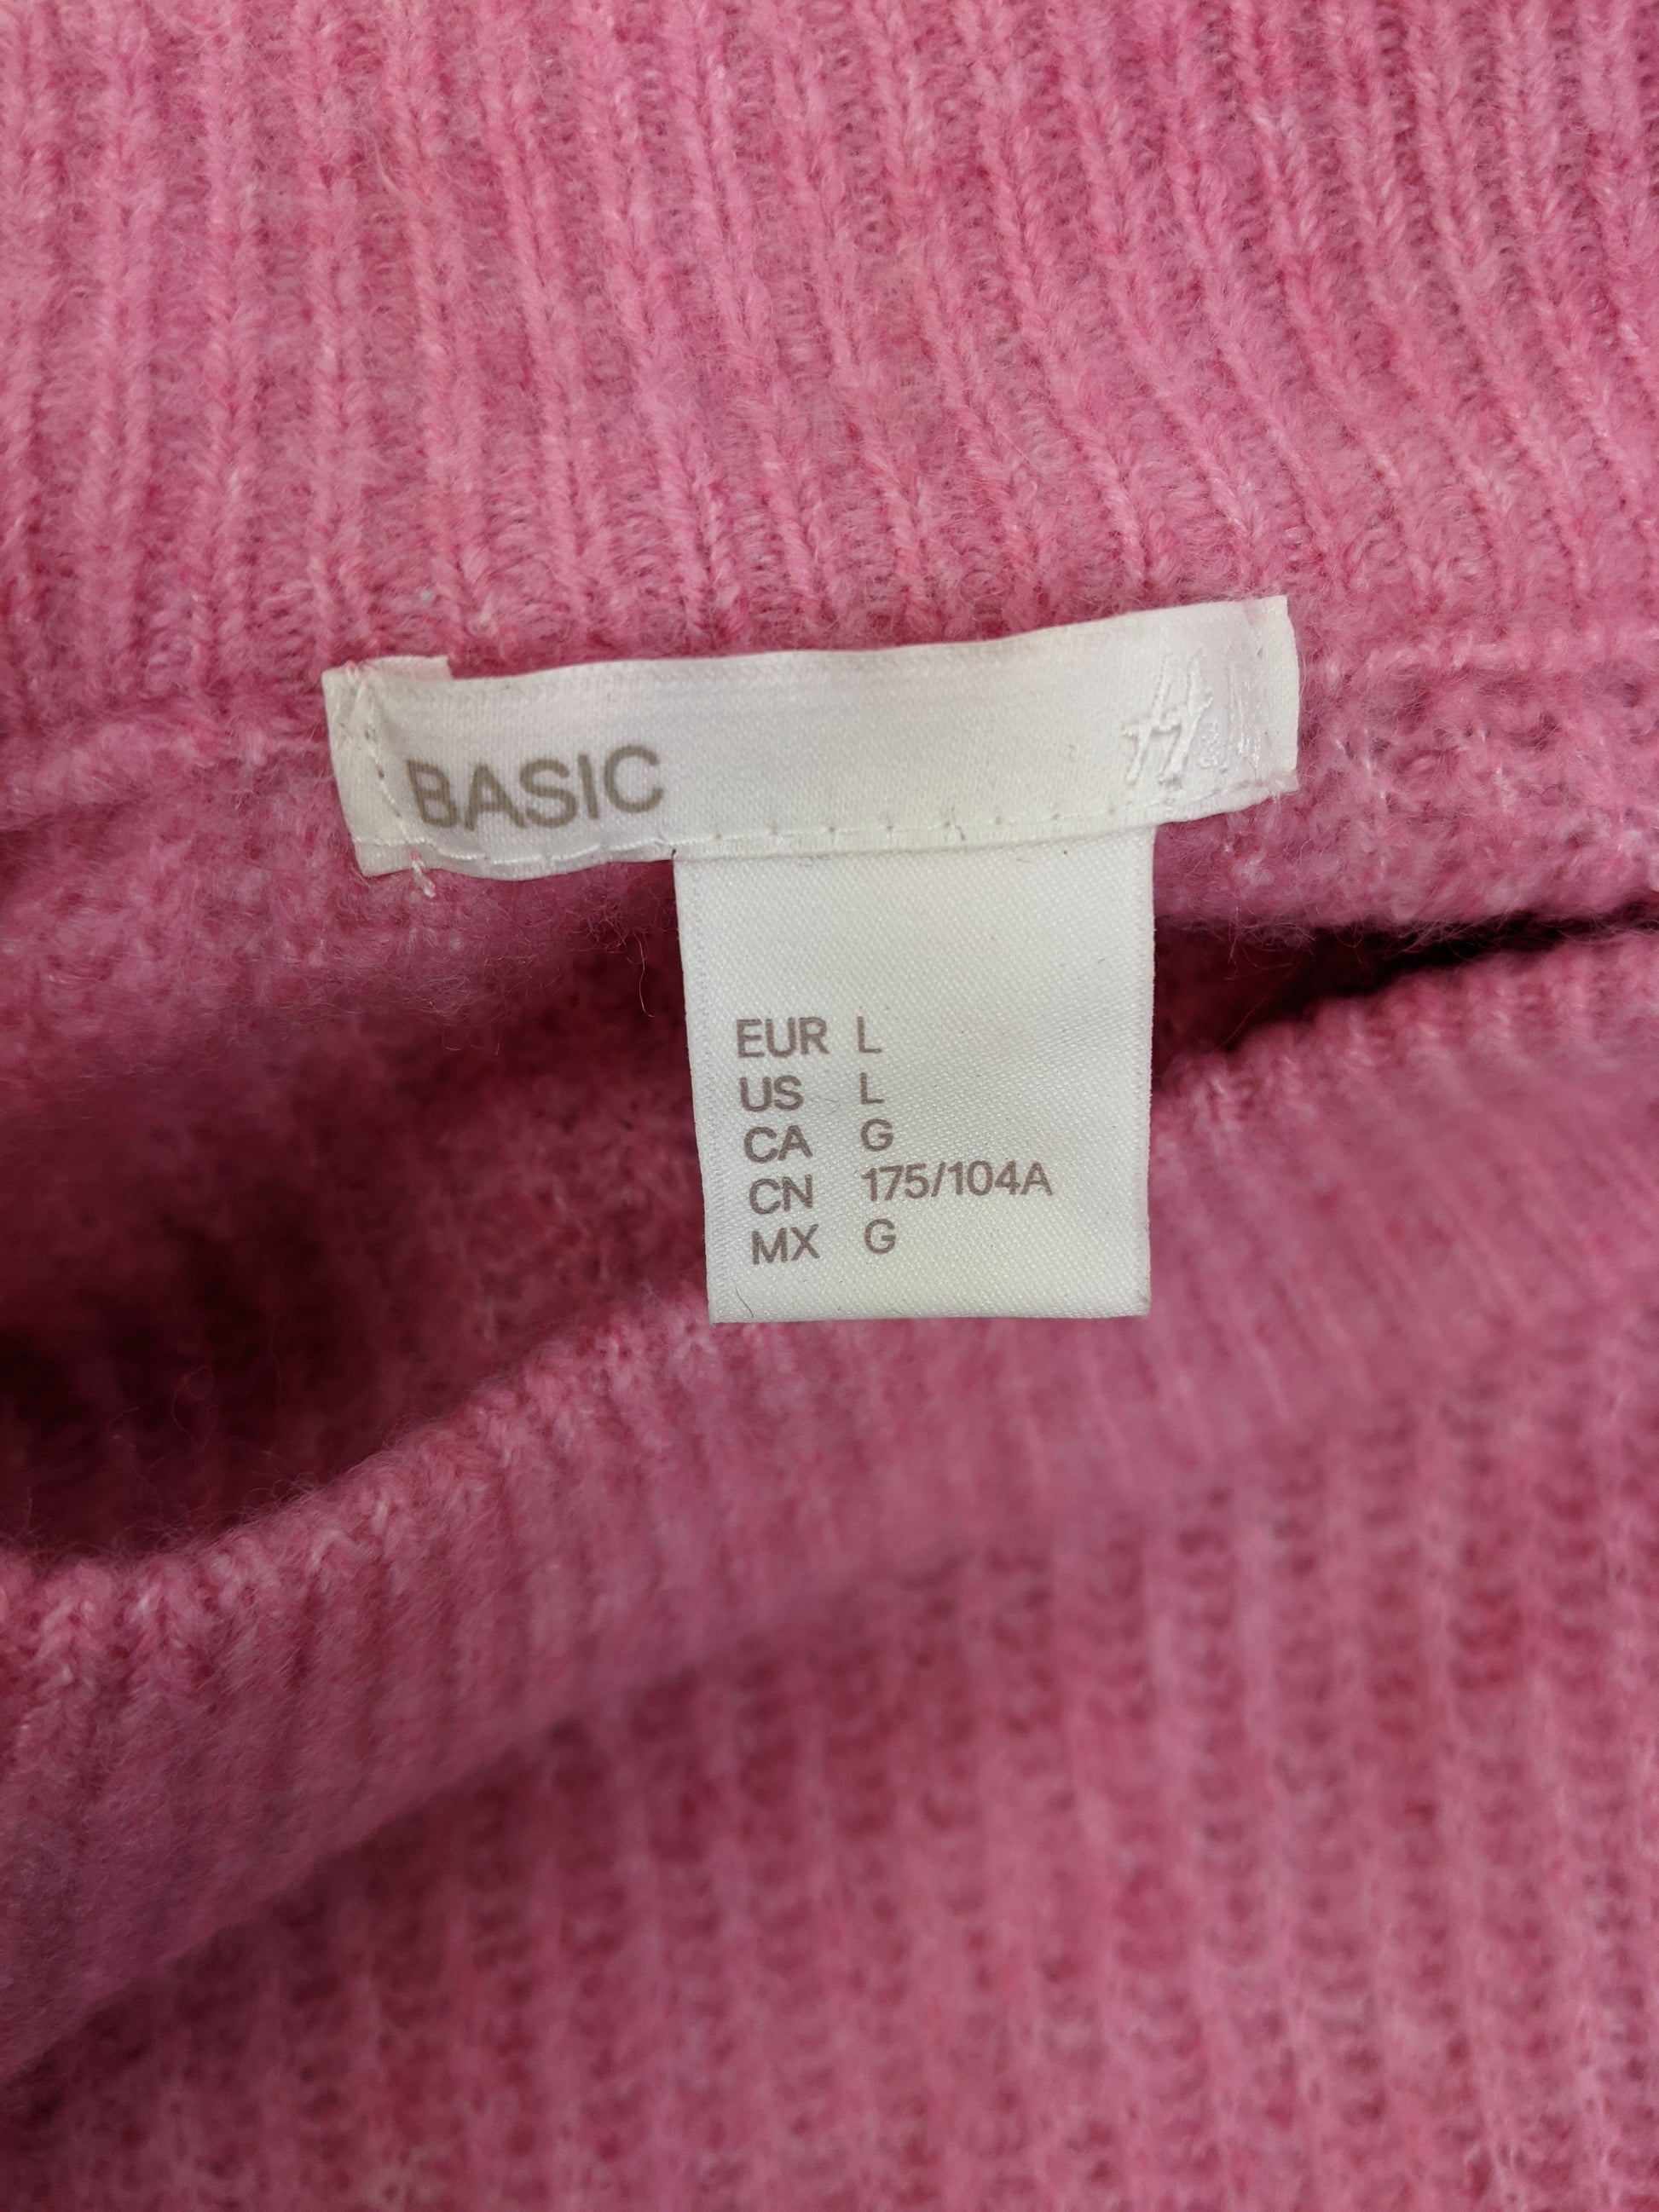 BASIC H&M
EUR L
US L
CA G
CN 175/104A
MX G